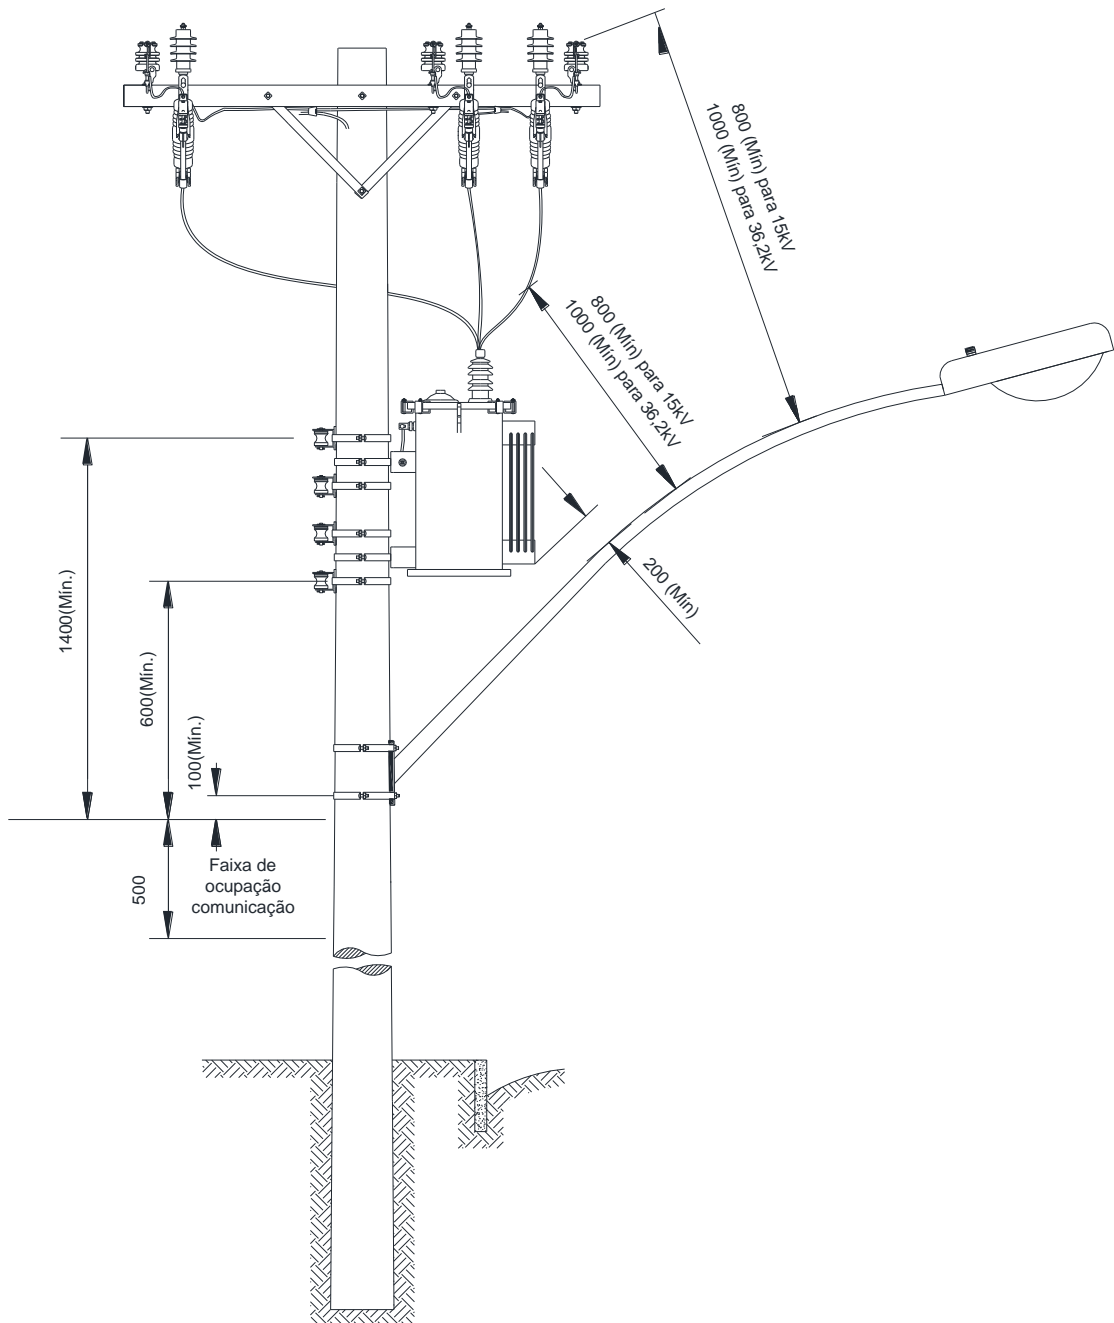 800 (Mín) para 15kV
1000 (Mín) para 36,2kV
800 (Mín) para 15kV
1000 (Mín) para 36,2kV
200 (Mín)
1400(Mín.)
600(Mín.)
100(Mín.)
500
Faixa de
ocupação
comunicação